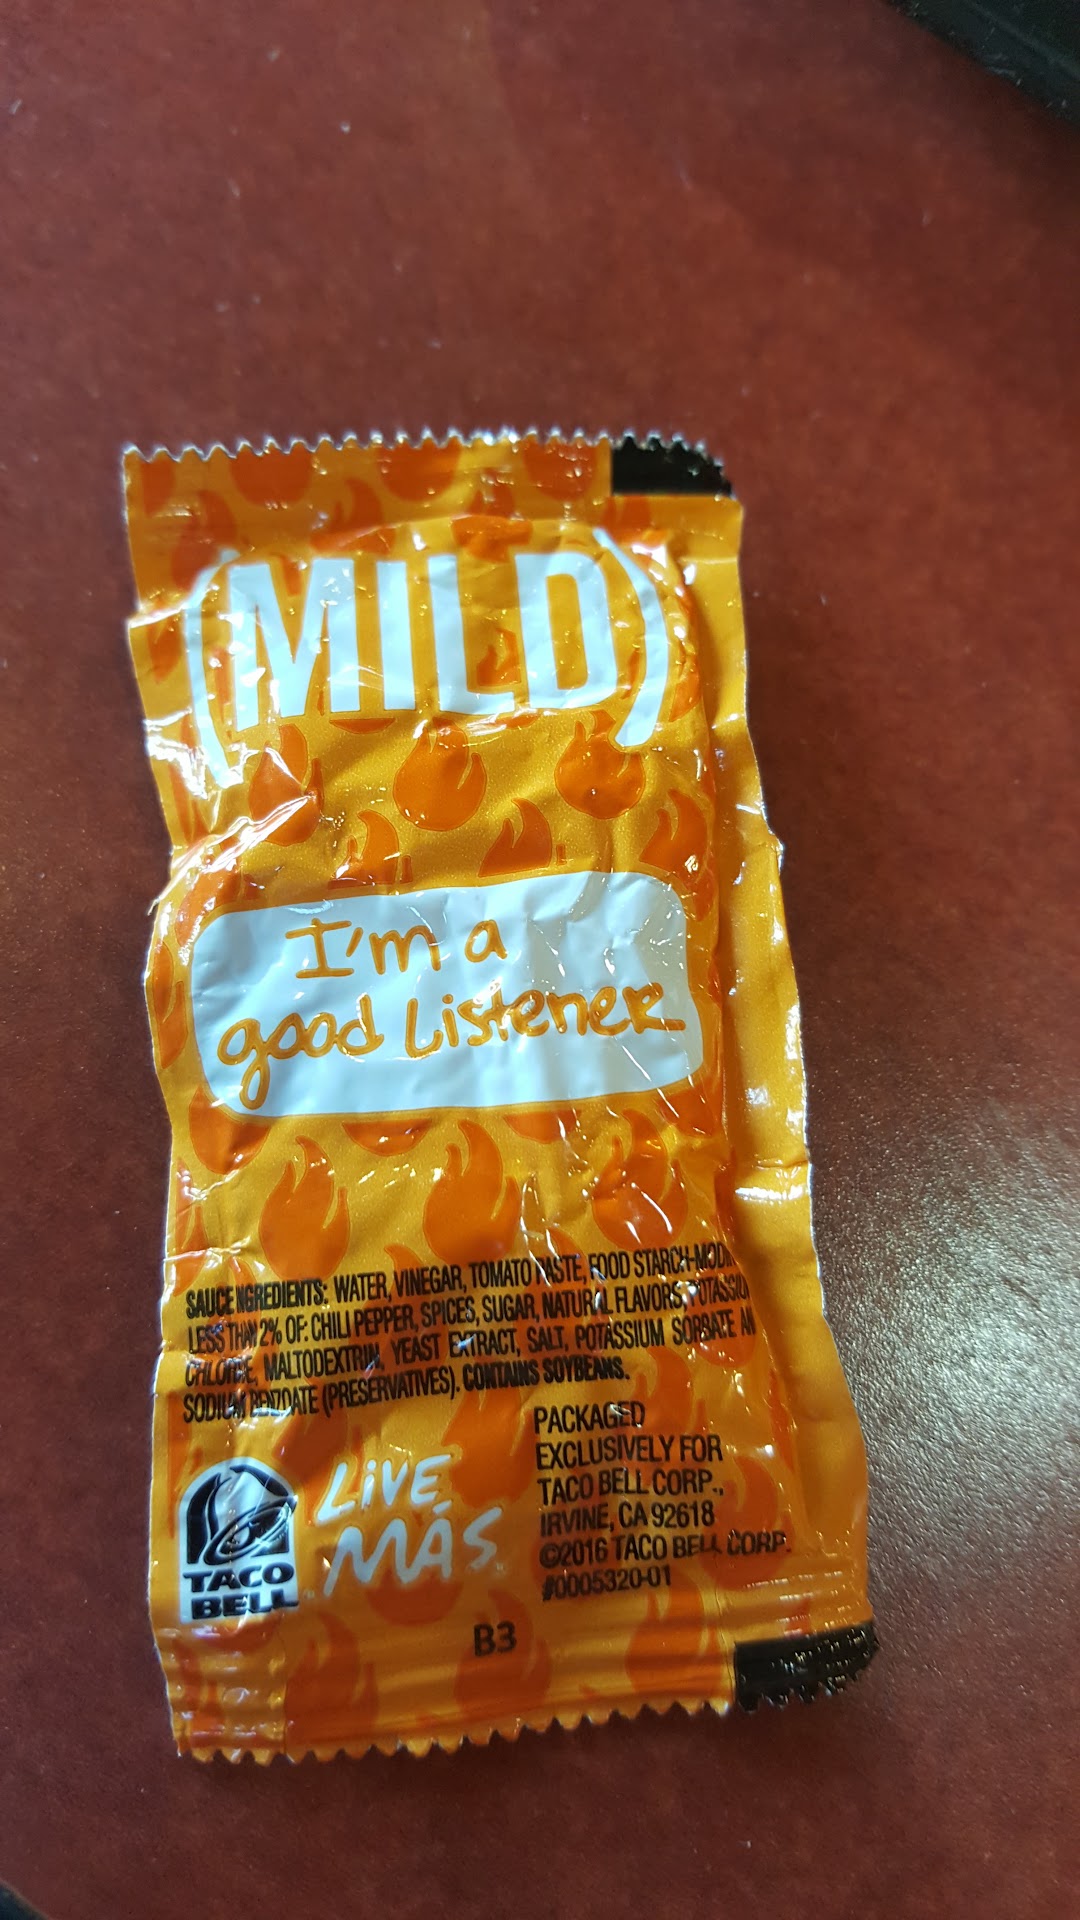 (MILD)
I'm a
good Listener
SAUCE INGREDIENTS: WATER, VINEGAR, TOMATO PASTE, FOOD STARCH-MODI
LESS THAN 2% OF: CHILI PEPPER, SPICES, SUGAR, NATURAL FLAVORS, POTASSIU
CHLORIDE, MALTODEXTRIN, YEAST EXTRACT, SALT, POTASSIUM SORBATE AN
SODIUM BENZOATE (PRESERVATIVES). CONTAINS SOYBEANS.
PACKAGED
EXCLUSIVELY FOR
TACO BELL CORP.,
IRVINE, CA 92618
©2016 TACO BELL CORP.
#0005320-01
LIVE
MÁS
TACO
BELL
B3